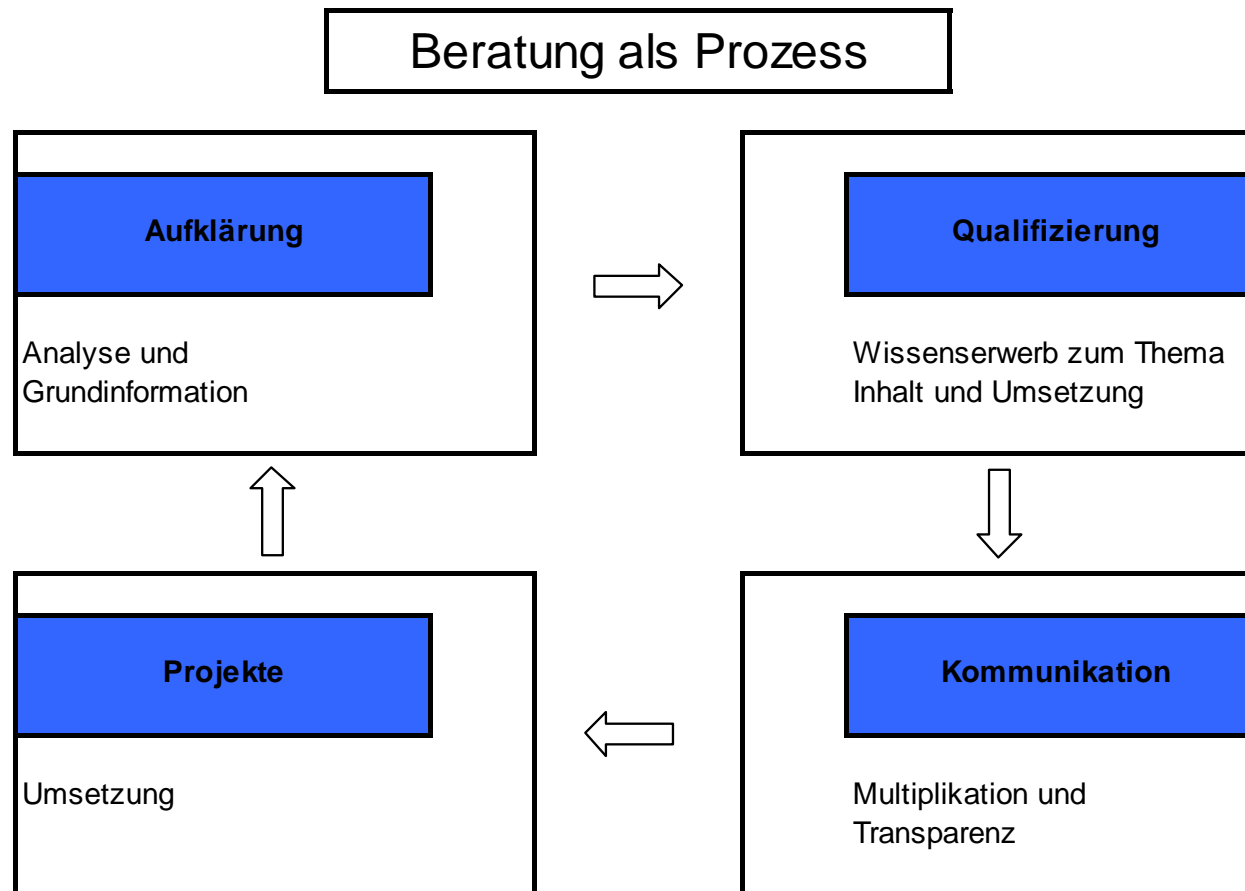 Beratung als Prozess
Aufklärung
Analyse und
Grundinformation
Qualifizierung
Wissenserwerb zum Thema
Inhalt und Umsetzung
Projekte
Umsetzung
Kommunikation
Multiplikation und
Transparenz